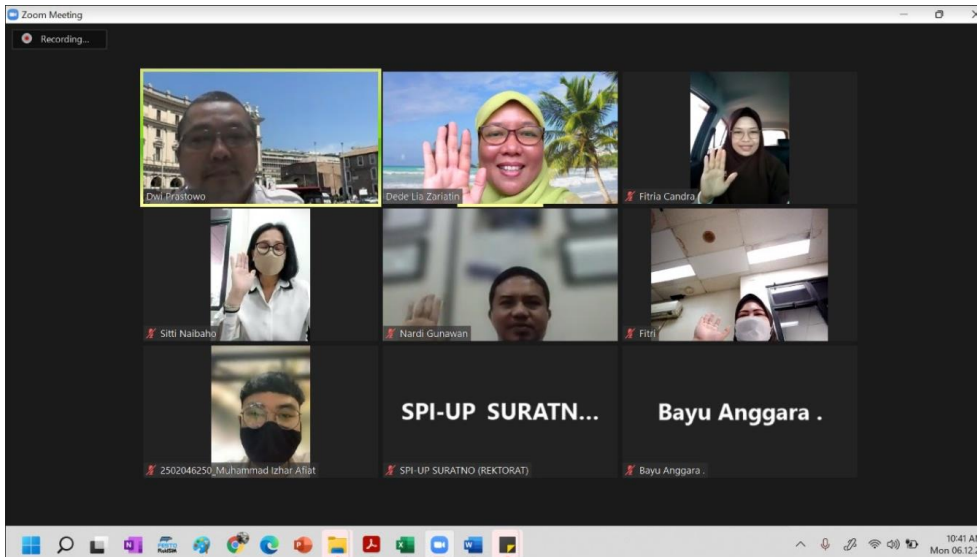 Zoom Meeting
Recording...
Dwi Prastowo
Dede Lia Zariatin
Fitria Candra
Sitti Naibaho
Nardi Gunawan
Fitri
2502046250_Muhammad Izhar Afiat
SPI-UP SURATN...
SPI-UP SURATNO (REKTORAT)
Bayu Anggara .
Bayu Anggara .
10:41 A
Mon 06.12.